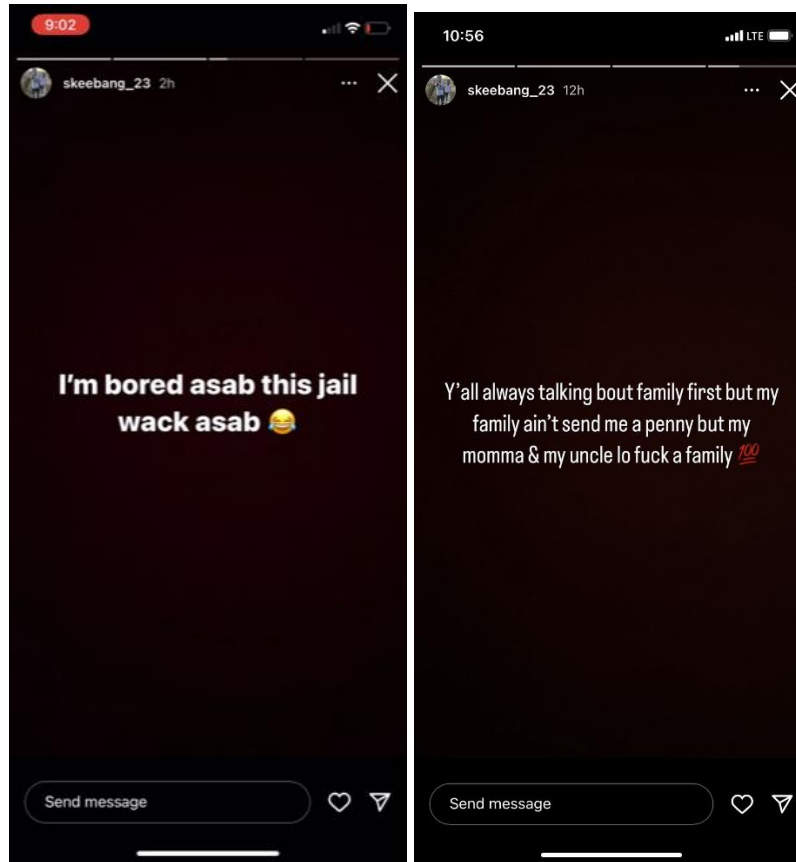 9:02
skeebang_23 2h
I'm bored asab this jail
wack asab 😂
Send message
10:56
LTE
skeebang_23 12h
Y'all always talking bout family first but my
family ain't send me a penny but my
momma & my uncle lo fuck a family 💯
Send message